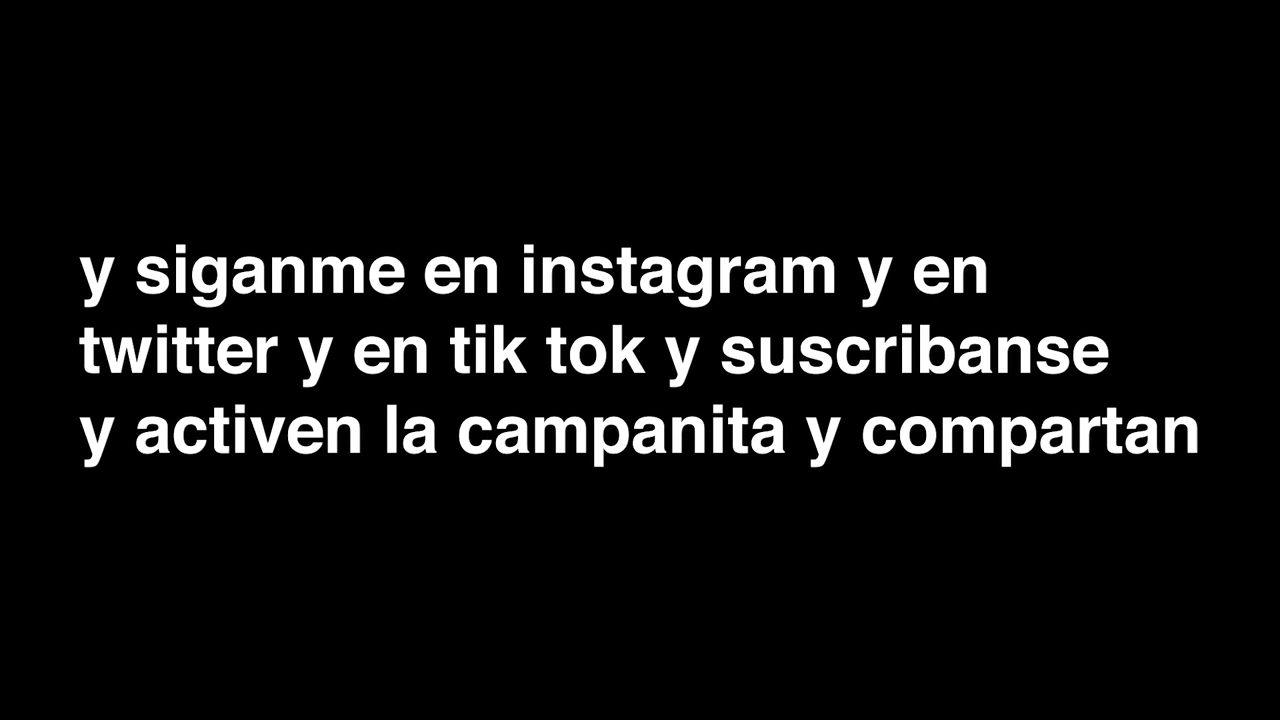 y siganme en instagram y en
twitter y en tik tok y suscribanse
y activen la campanita y compartan